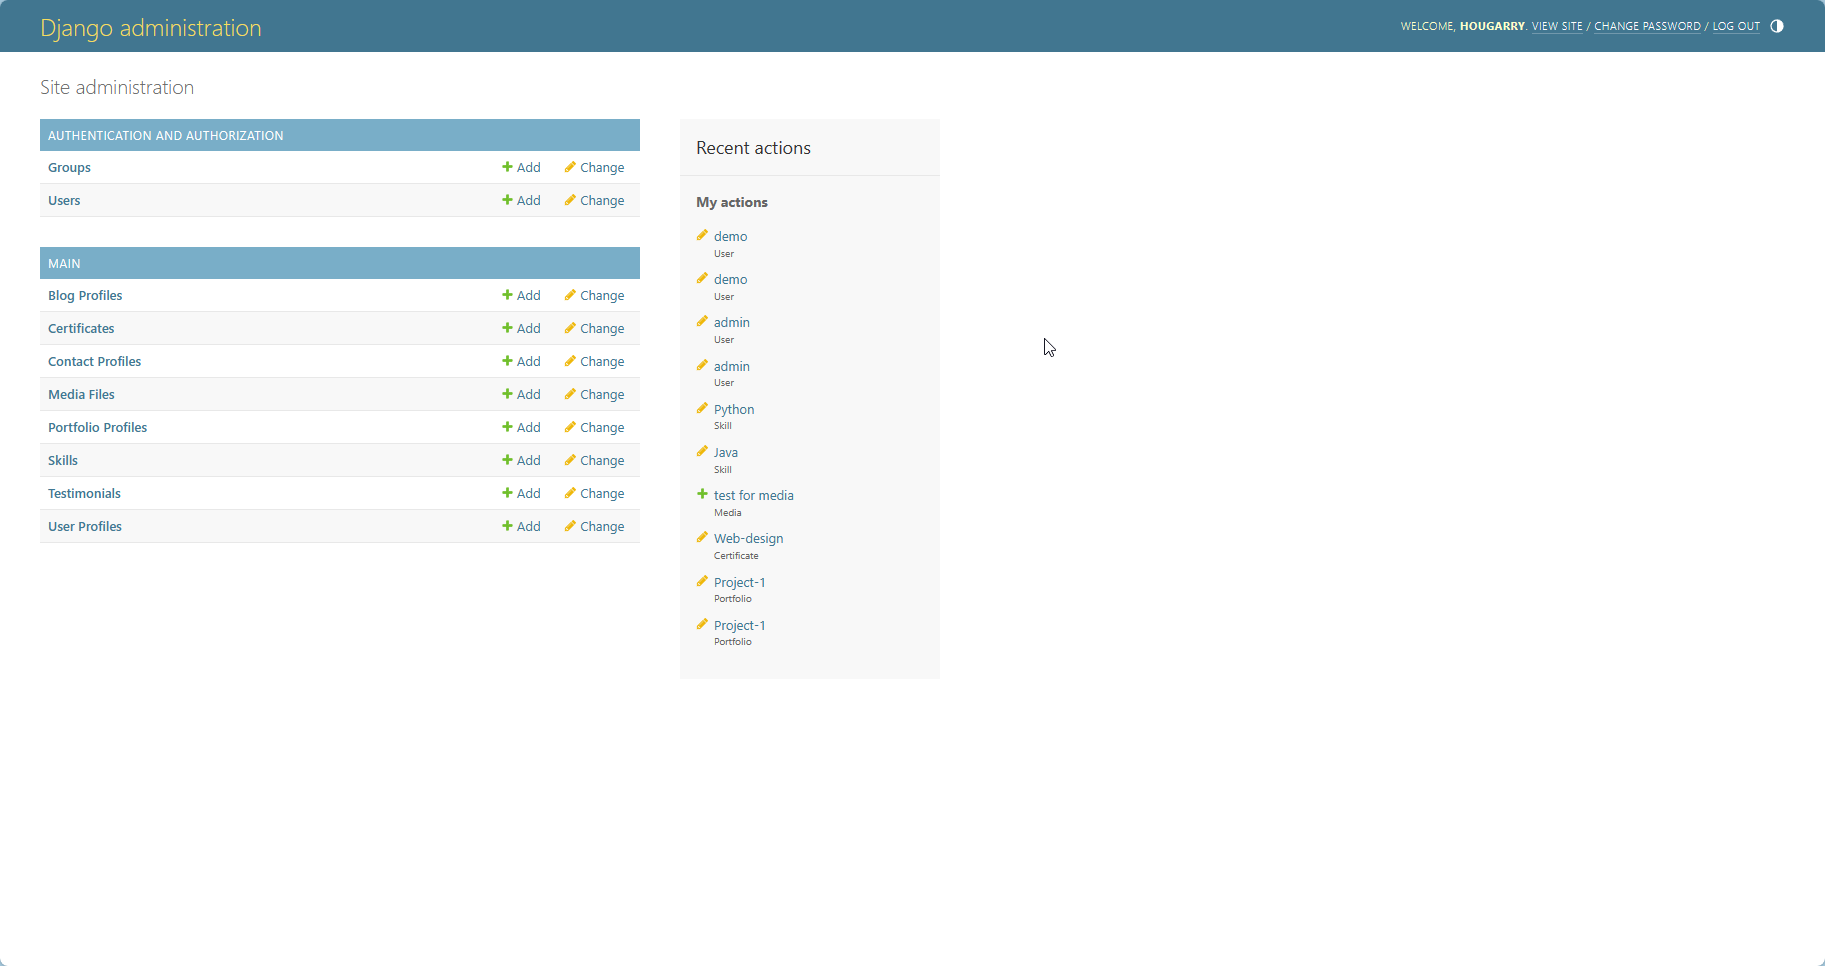 Django administration
WELCOME, HOUGARRY. VIEW SITE / CHANGE PASSWORD / LOG OUT
Site administration
AUTHENTICATION AND AUTHORIZATION
Groups Add Change
Users Add Change
MAIN
Blog Profiles Add Change
Certificates Add Change
Contact Profiles Add Change
Media Files Add Change
Portfolio Profiles Add Change
Skills Add Change
Testimonials Add Change
User Profiles Add Change
Recent actions
My actions
demo
User
demo
User
admin
User
admin
User
Python
Skill
Java
Skill
test for media
Media
Web-design
Certificate
Project-1
Portfolio
Project-1
Portfolio